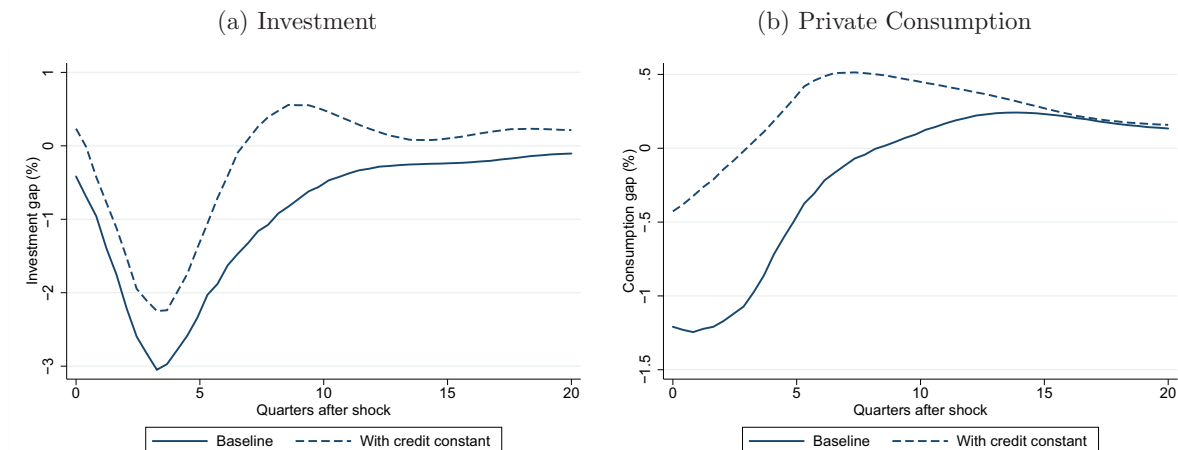 (a) Investment
Investment gap (%)
1
0
−1
−2
−3
0 5 10 15 20
Quarters after shock
Baseline With credit constant
(b) Private Consumption
Consumption gap (%)
.5
0
−.5
−1
−1.5
0 5 10 15 20
Quarters after shock
Baseline With credit constant